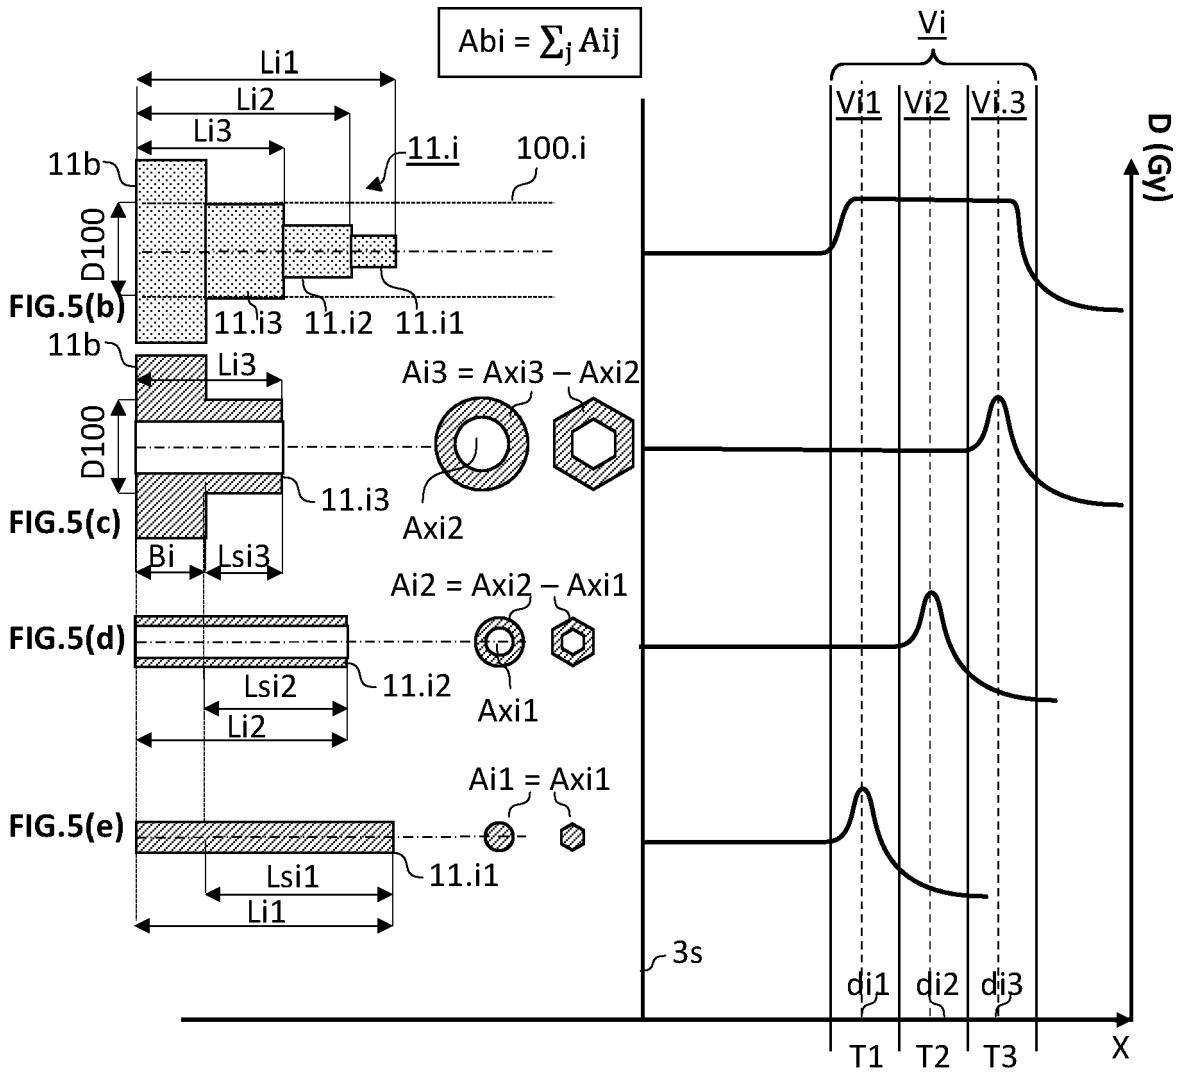 Abi = ∑j Aij
Vi
Li1
Li2
Li3
Vi1 Vi2 Vi.3
11b
11.i
100.i
D (Gy)
D100
FIG.5(b)
11.i3 11.i2 11.i1
11b
Li3
Ai3 = Axi3 – Axi2
D100
11.i3
Axi2
FIG.5(c)
Bi Lsi3
Ai2 = Axi2 – Axi1
FIG.5(d)
11.i2
Lsi2
Axi1
Li2
Ai1 = Axi1
FIG.5(e)
11.i1
Lsi1
Li1
3s
di1 di2 di3
X
T1 T2 T3